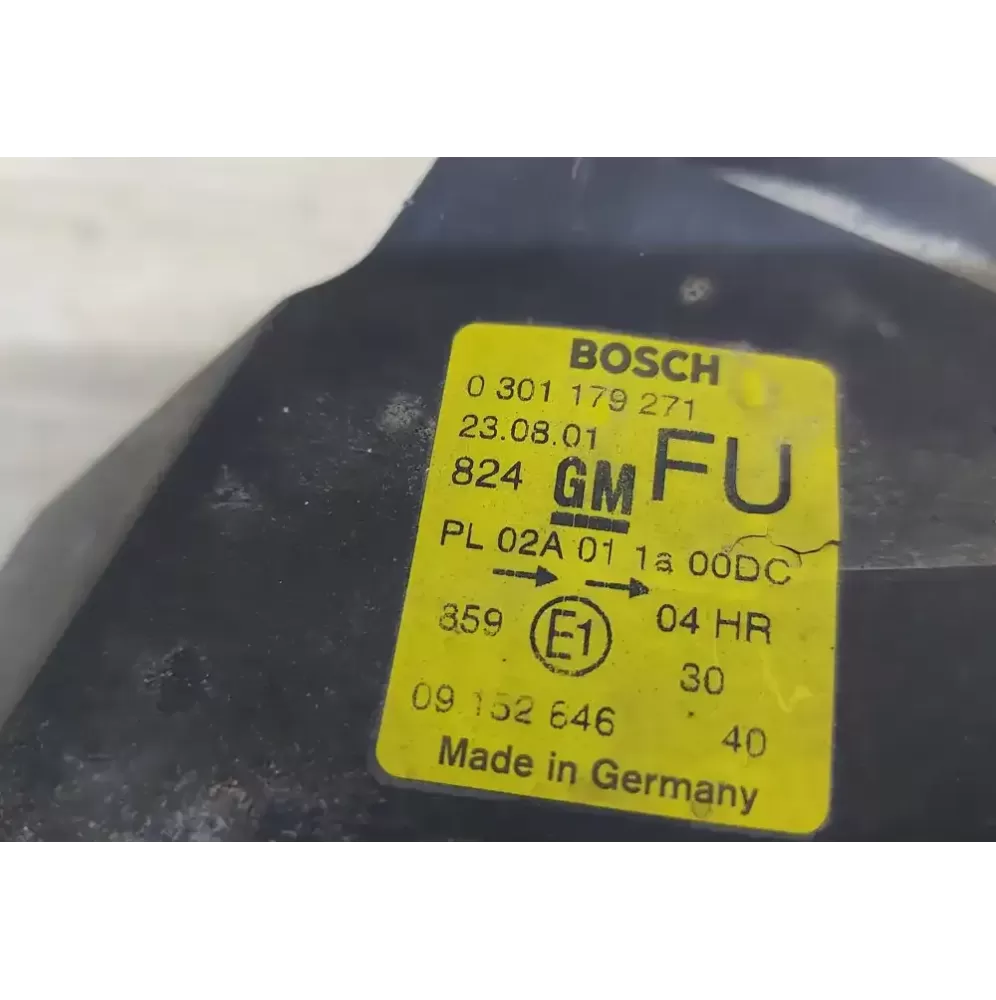 BOSCH
0 301 179 271
23.08.01
824 GM FU
PL 02A 01 1a 00DC
→ →
859 E1 04 HR
30
09 152 646
40
Made in Germany